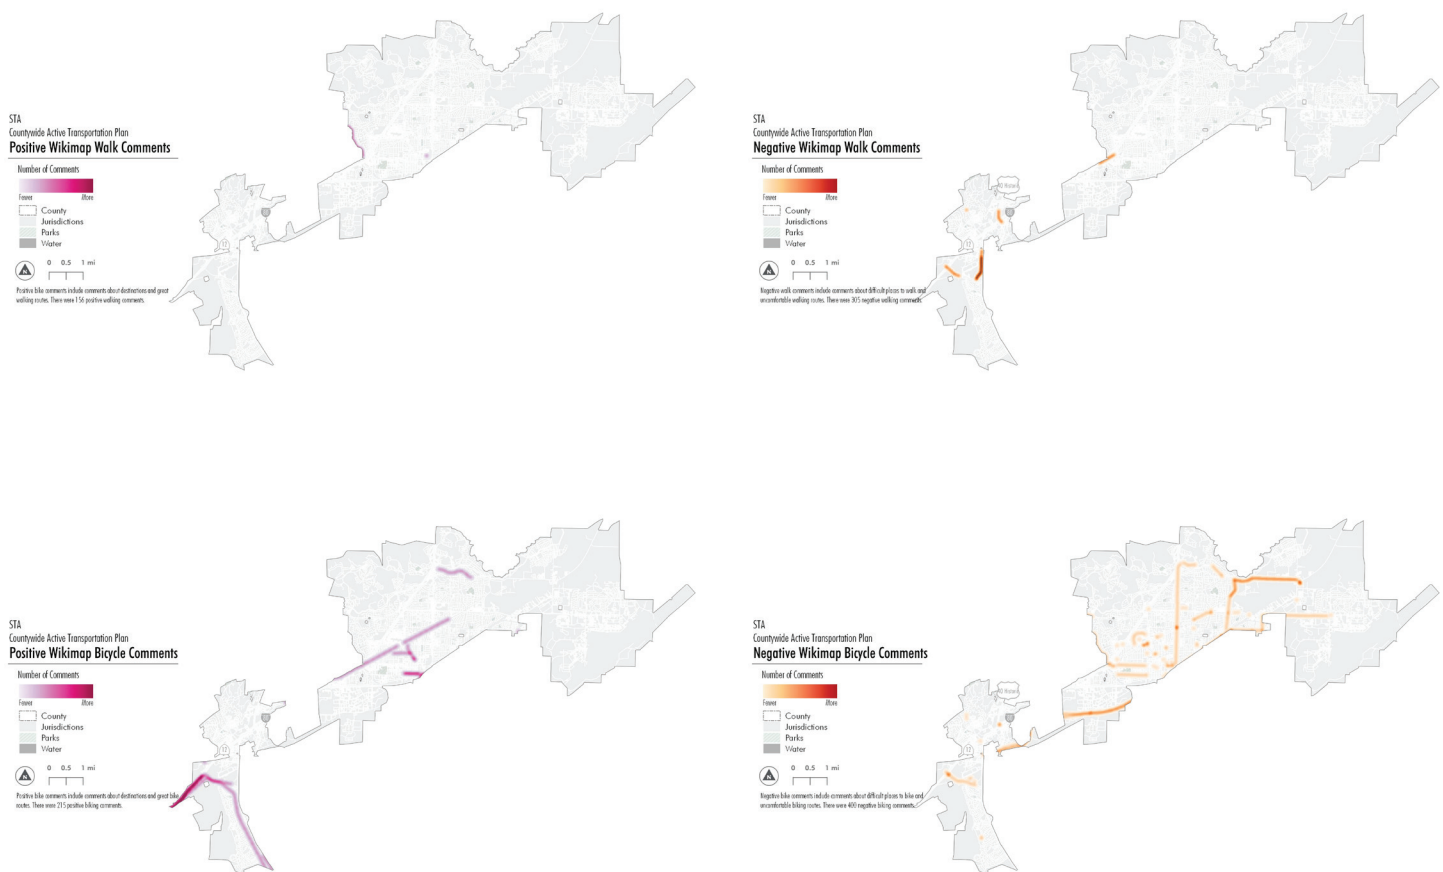 STA
Countywide Active Transportation Plan
Positive Wikimap Walk Comments
Number of Comments
Fewer More
County
Jurisdictions
Parks
Water
N
0 0.5 1 mi
Positive bike comments include comments about destinations and great
walking routes. There were 156 positive walking comments.
12
STA
Countywide Active Transportation Plan
Negative Wikimap Walk Comments
Number of Comments
Fewer More
County
Jurisdictions
Parks
Water
N
0 0.5 1 mi
Negative walk comments include comments about difficult places to walk and
uncomfortable walking routes. There were 305 negative walking comments.
12
STA
Countywide Active Transportation Plan
Positive Wikimap Bicycle Comments
Number of Comments
Fewer More
County
Jurisdictions
Parks
Water
N
0 0.5 1 mi
Positive bike comments include comments about destinations and great bike
routes. There were 215 positive biking comments.
12
STA
Countywide Active Transportation Plan
Negative Wikimap Bicycle Comments
Number of Comments
Fewer More
County
Jurisdictions
Parks
Water
N
0 0.5 1 mi
Negative bike comments include comments about difficult places to bike and
uncomfortable biking routes. There were 400 negative biking comments.
12